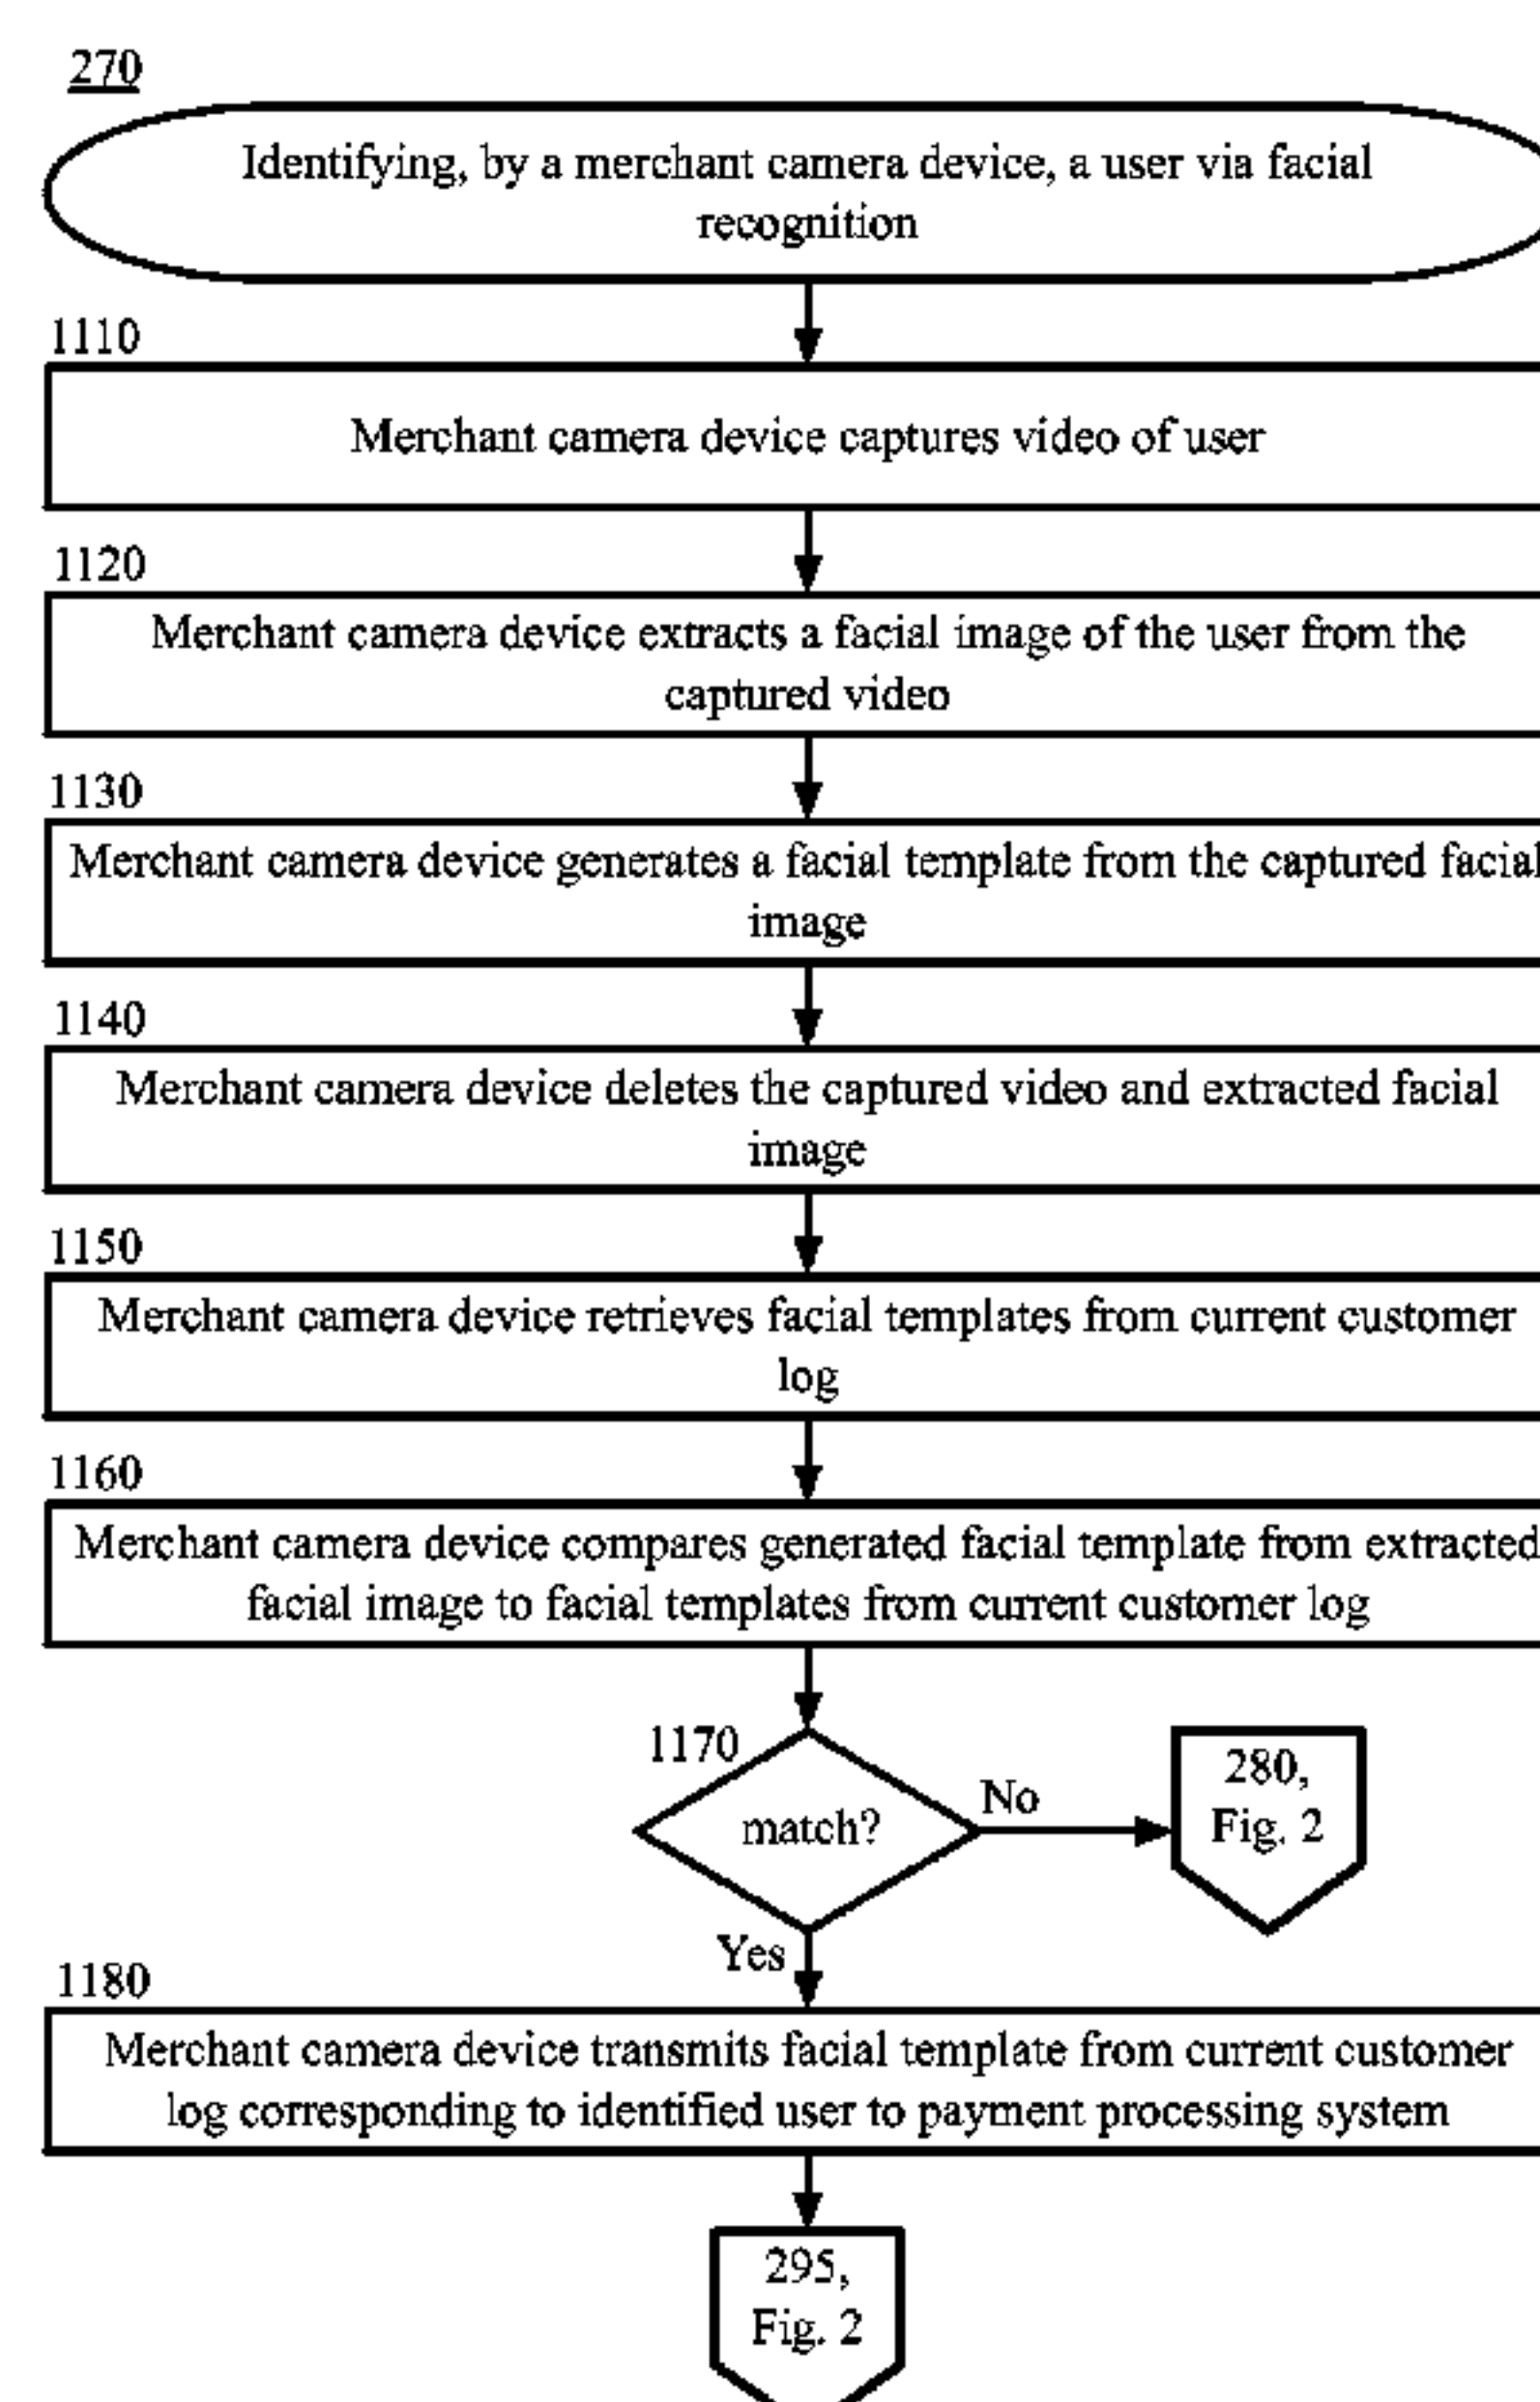 270
Identifying, by a merchant camera device, a user via facial
recognition
1110
Merchant camera device captures video of user
1120
Merchant camera device extracts a facial image of the user from the
captured video
1130
Merchant camera device generates a facial template from the captured facial
image
1140
Merchant camera device deletes the captured video and extracted facial
image
1150
Merchant camera device retrieves facial templates from current customer
log
1160
Merchant camera device compares generated facial template from extracted
facial image to facial templates from current customer log
1170
match?
No
280,
Fig. 2
Yes
1180
Merchant camera device transmits facial template from current customer
log corresponding to identified user to payment processing system
295,
Fig. 2